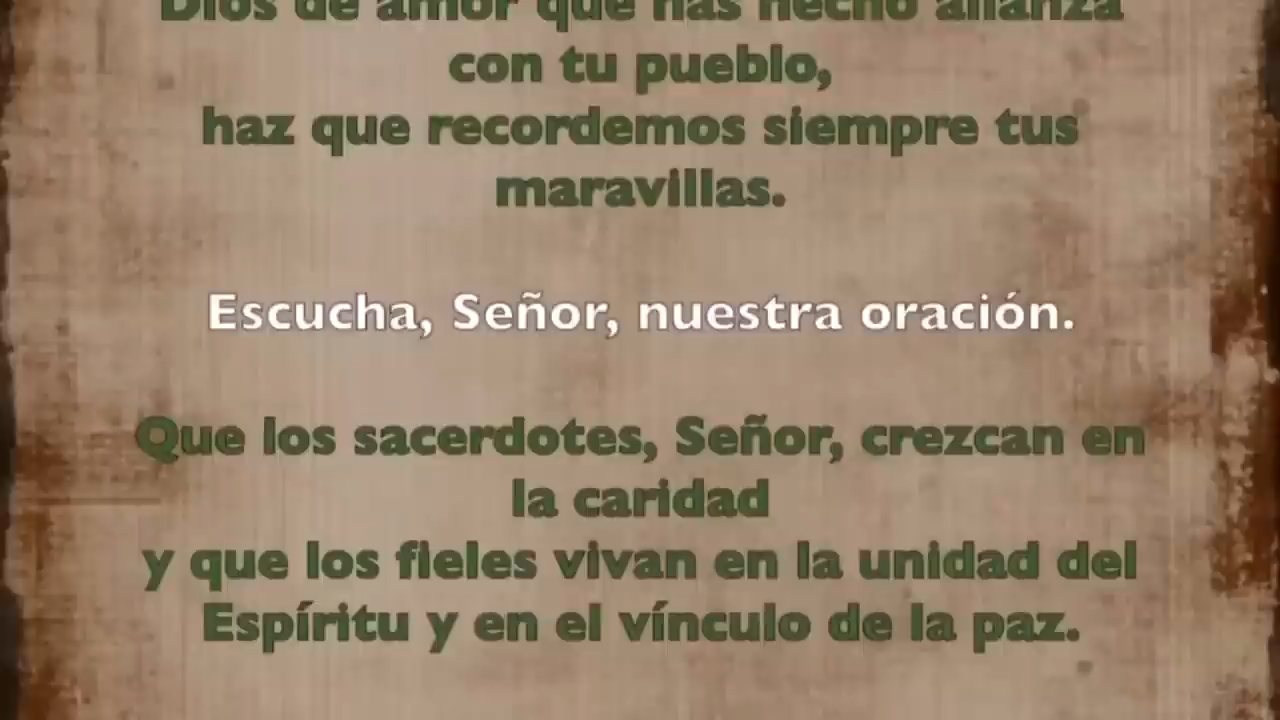 Dios de amor que has hecho alianza
con tu pueblo,
haz que recordemos siempre tus
maravillas.
Escucha, Señor, nuestra oración.
Que los sacerdotes, Señor, crezcan en
la caridad
y que los fieles vivan en la unidad del
Espíritu y en el vínculo de la paz.